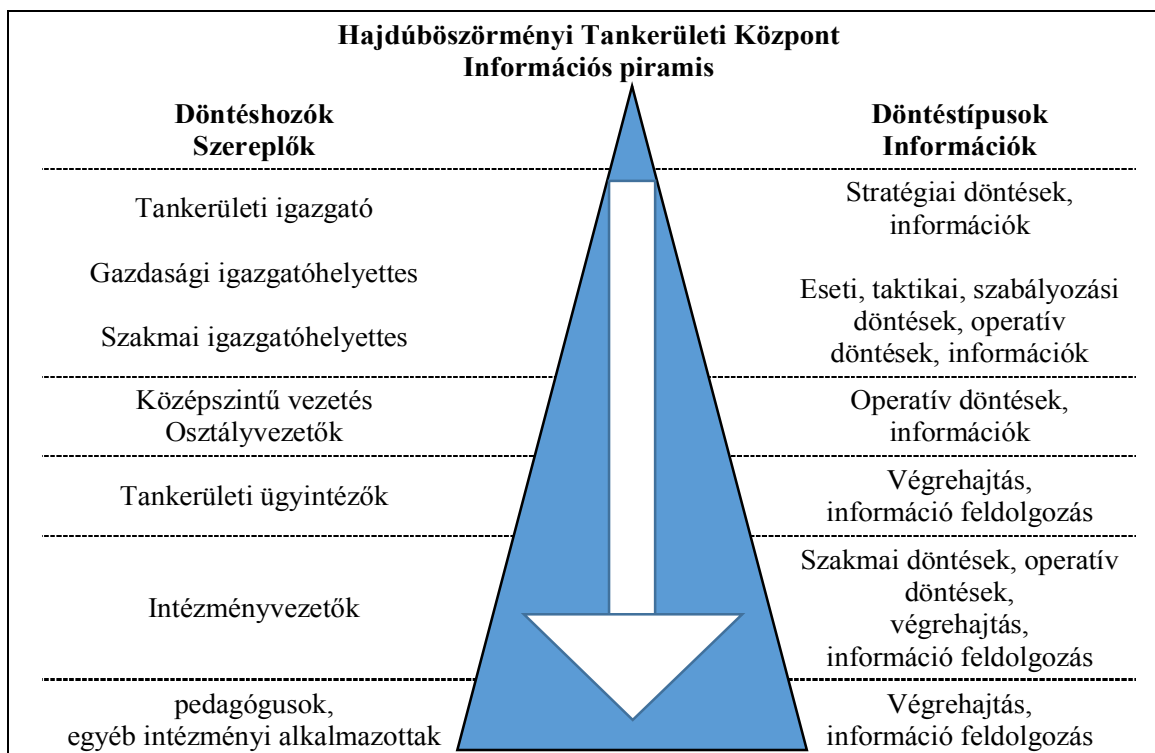 Hajdúböszörményi Tankerületi Központ
Információs piramis
Döntéshozók
Szereplők
Döntéstípusok
Információk
Tankerületi igazgató
Stratégiai döntések,
információk
Gazdasági igazgatóhelyettes
Szakmai igazgatóhelyettes
Eseti, taktikai, szabályozási
döntések, operatív
döntések, információk
Középszintű vezetés
Osztályvezetők
Operatív döntések,
információk
Tankerületi ügyintézők
Végrehajtás,
információ feldolgozás
Intézményvezetők
Szakmai döntések, operatív
döntések,
végrehajtás,
információ feldolgozás
pedagógusok,
egyéb intézményi alkalmazottak
Végrehajtás,
információ feldolgozás